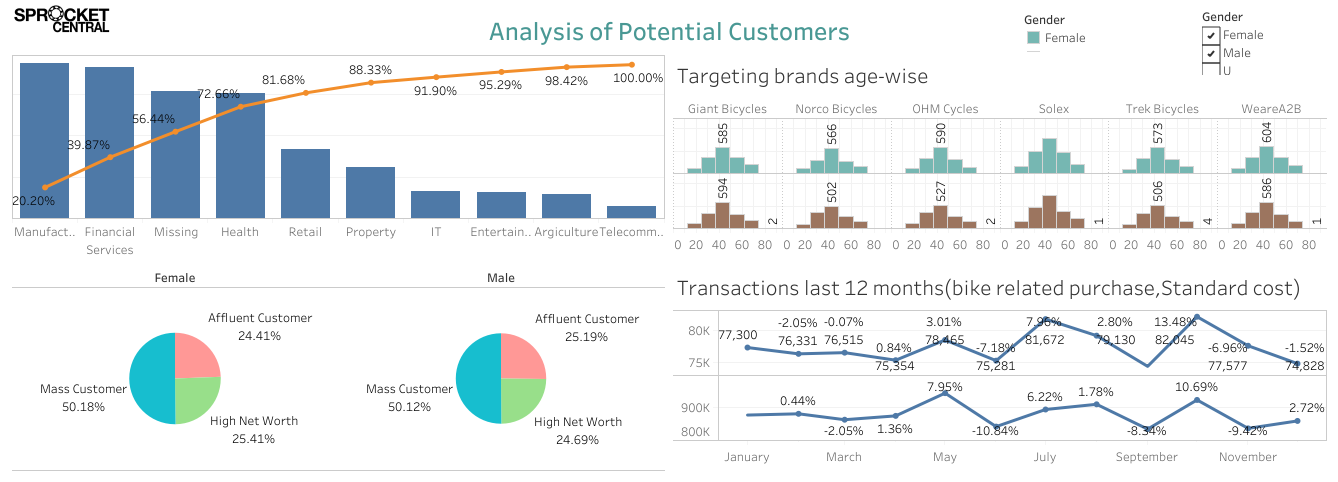 SPROCKET
CENTRAL
Analysis of Potential Customers
Gender
Female
Gender
Female
Male
U
20.20%
39.87%
56.44%
72.66%
81.68%
88.33%
91.90%
95.29%
98.42%
100.00%
Manufact..
Financial
Services
Missing
Health
Retail
Property
IT
Entertain..
Argiculture
Telecomm..
Targeting brands age-wise
Giant Bicycles
Norco Bicycles
OHM Cycles
Solex
Trek Bicycles
WeareA2B
585
566
590
573
604
594
2
502
527
2
1
506
4
586
1
0 20 40 60 80
0 20 40 60 80
0 20 40 60 80
0 20 40 60 80
0 20 40 60 80
0 20 40 60 80
Female
Male
Affluent Customer
24.41%
Mass Customer
50.18%
High Net Worth
25.41%
Affluent Customer
25.19%
Mass Customer
50.12%
High Net Worth
24.69%
Transactions last 12 months(bike related purchase,Standard cost)
80K
75K
77,300
-2.05%
76,331
-0.07%
76,515
0.84%
75,354
3.01%
78,465
-7.18%
75,281
7.96%
81,672
2.80%
79,130
13.48%
82,045
-6.96%
77,577
-1.52%
74,828
900K
800K
0.44%
-2.05%
1.36%
7.95%
-10.84%
6.22%
1.78%
-8.34%
10.69%
-9.42%
2.72%
January
March
May
July
September
November